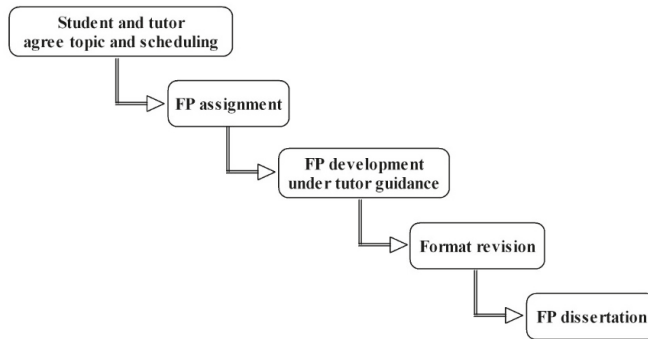 Student and tutor
agree topic and scheduling
FP assignment
FP development
under tutor guidance
Format revision
FP dissertation